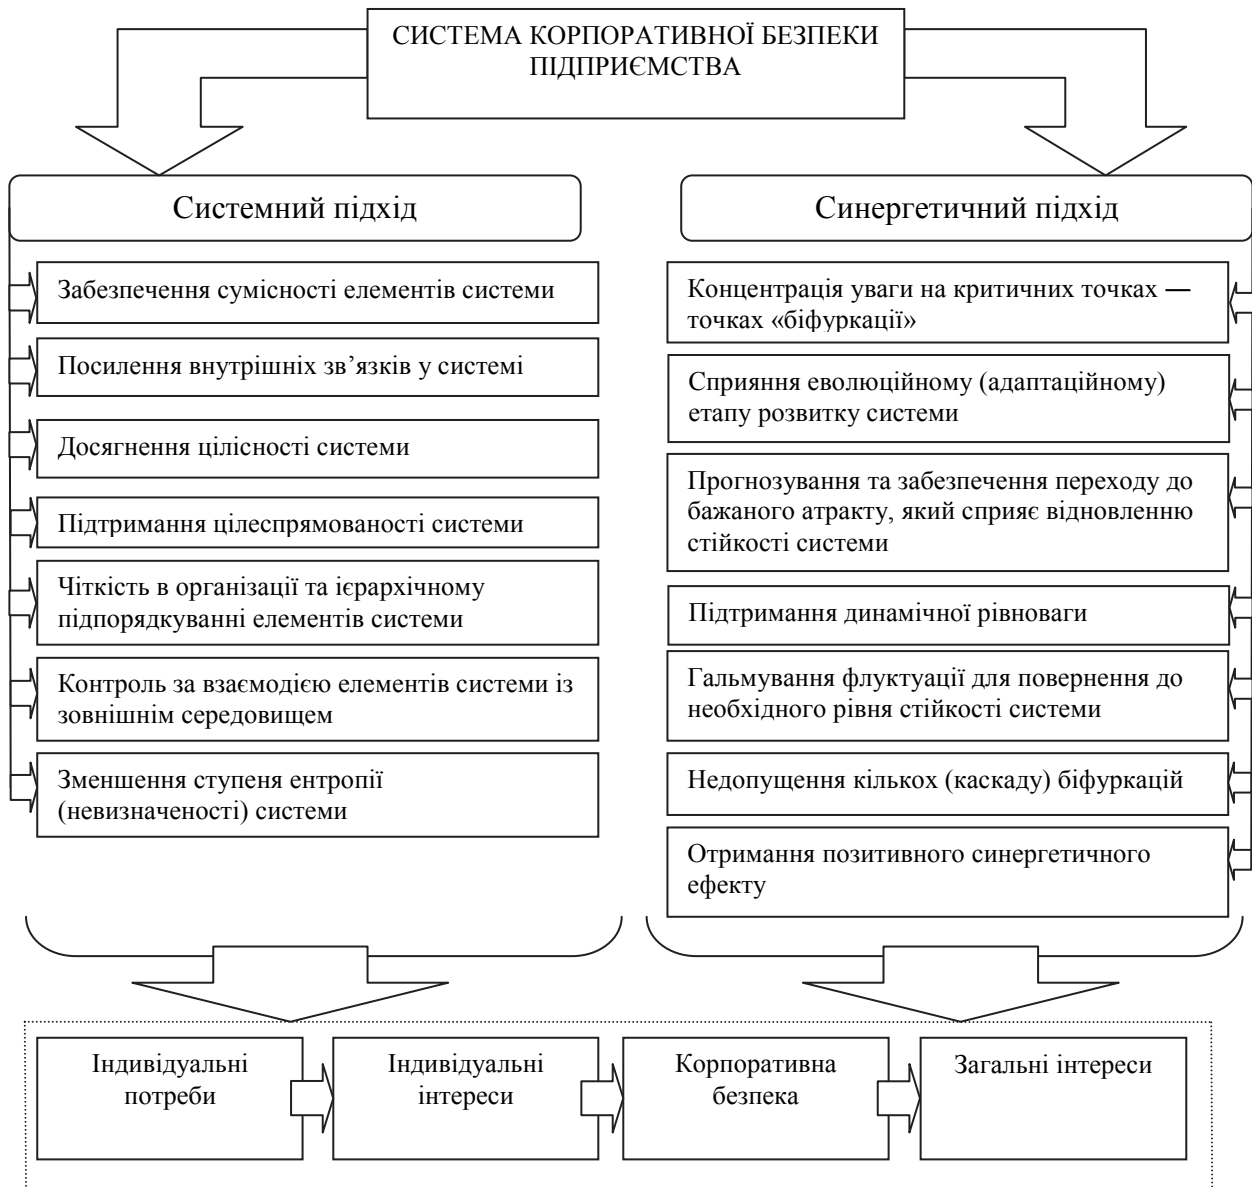 СИСТЕМА КОРПОРАТИВНОЇ БЕЗПЕКИ
ПІДПРИЄМСТВА
Системний підхід
Забезпечення сумісності елементів системи
Посилення внутрішніх зв’язків у системі
Досягнення цілісності системи
Підтримання цілеспрямованості системи
Чіткість в організації та ієрархічному
підпорядкуванні елементів системи
Контроль за взаємодією елементів системи із
зовнішнім середовищем
Зменшення ступеня ентропії
(невизначеності) системи
Синергетичний підхід
Концентрація уваги на критичних точках —
точках «біфуркації»
Сприяння еволюційному (адаптаційному)
етапу розвитку системи
Прогнозування та забезпечення переходу до
бажаного атракту, який сприяє відновленню
стійкості системи
Підтримання динамічної рівноваги
Гальмування флуктуації для повернення до
необхідного рівня стійкості системи
Недопущення кількох (каскаду) біфуркацій
Отримання позитивного синергетичного
ефекту
Індивідуальні
потреби
Індивідуальні
інтереси
Корпоративна
безпека
Загальні інтереси